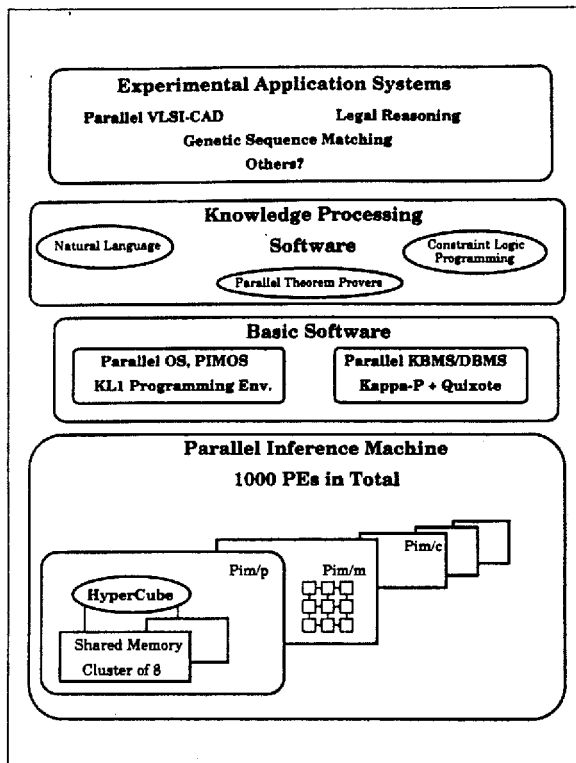 Experimental Application Systems
Parallel VLSI-CAD
Legal Reasoning
Genetic Sequence Matching
Others?
Knowledge Processing
Software
Natural Language
Constraint Logic
Programming
Parallel Theorem Provers
Basic Software
Parallel OS, PIMOS
KL1 Programming Env.
Parallel KBMS/DBMS
Kappa-P + Quixote
Parallel Inference Machine
1000 PEs in Total
Pim/c
Pim/p
Pim/m
HyperCube
Shared Memory
Cluster of 8